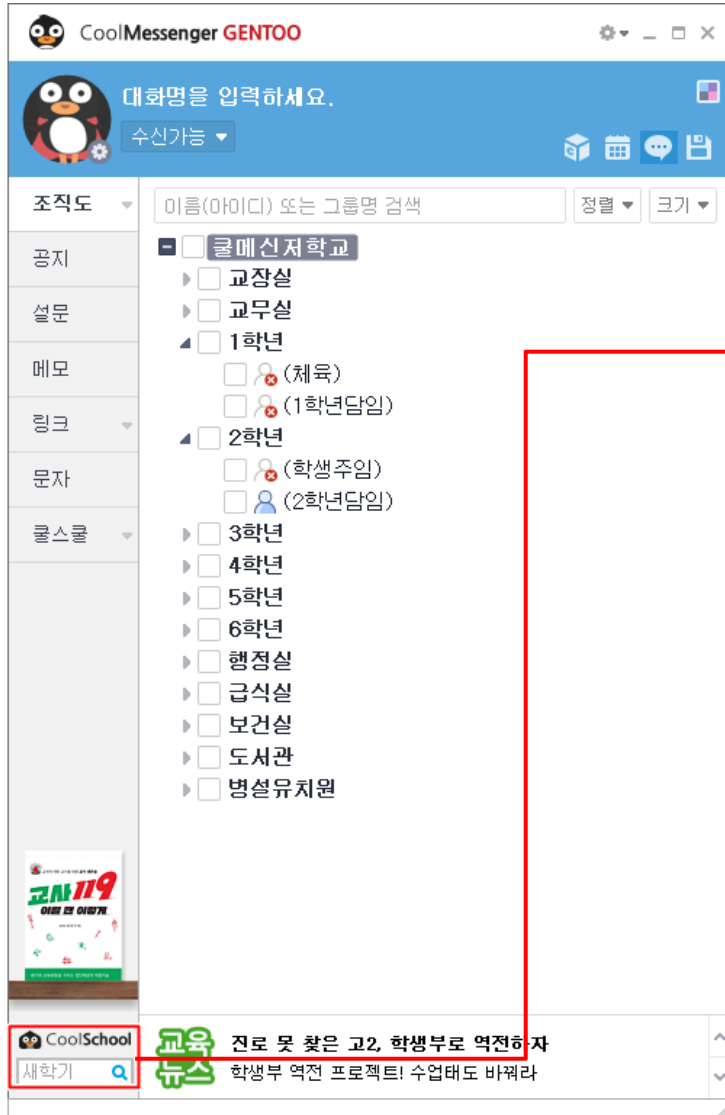 CoolMessenger GENTOO
대화명을 입력하세요.
수신가능
조직도
이름(아이디) 또는 그룹명 검색
정렬
크기
공지
설문
메모
링크
문자
쿨스쿨
쿨메신저학교
교장실
교무실
1학년
(체육)
(1학년담임)
2학년
(학생주임)
(2학년담임)
3학년
4학년
5학년
6학년
행정실
급식실
보건실
도서관
병설유치원
교사119
이럴 땐 이렇게
CoolSchool
새학기
교육
뉴스
진로 못 찾은 고2, 학생부로 역전하자
학생부 역전 프로젝트! 수업태도 바꿔라